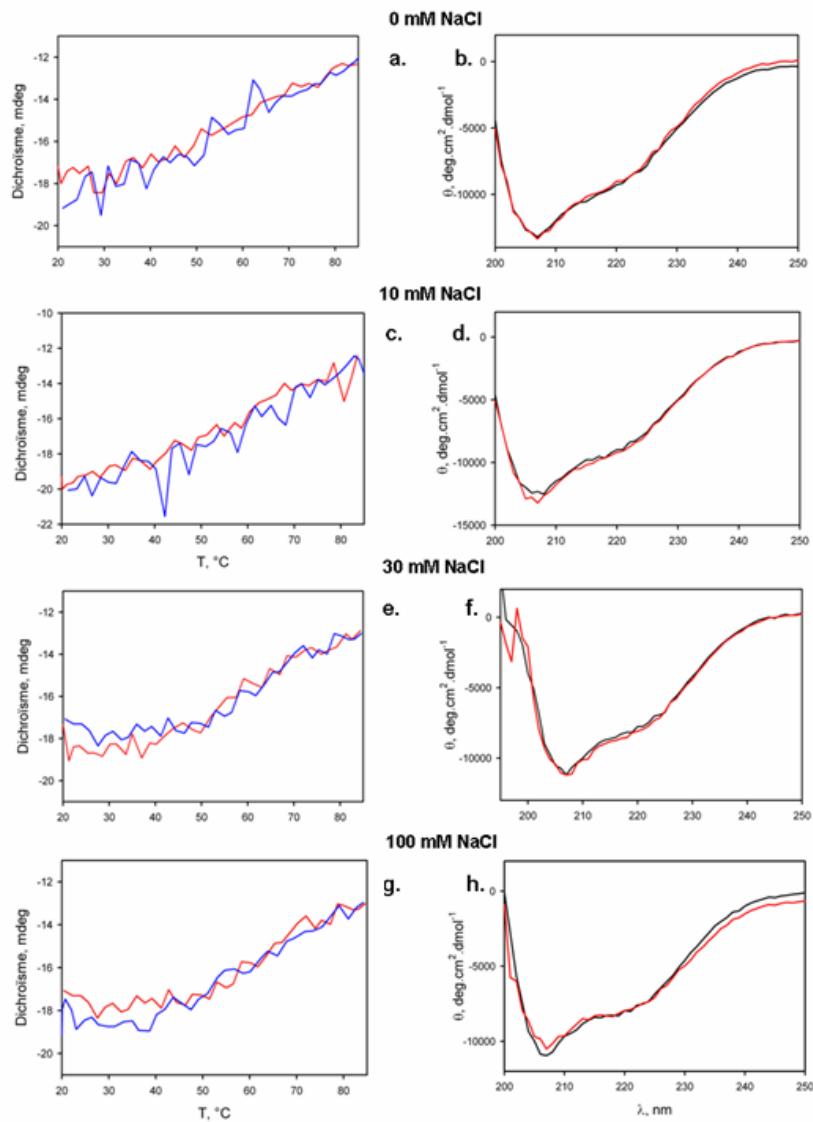 0 mM NaCl
a.
b.
Dichroïsme, mdeg
-12
-14
-16
-18
-20
20 30 40 50 60 70 80
θ, deg.cm².dmol⁻¹
0
-5000
-10000
200 210 220 230 240 250
10 mM NaCl
c.
d.
Dichroïsme, mdeg
-10
-12
-14
-16
-18
-20
-22
20 30 40 50 60 70 80
T, °C
θ, deg.cm².dmol⁻¹
0
-5000
-10000
-15000
200 210 220 230 240 250
30 mM NaCl
e.
f.
Dichroïsme, mdeg
-12
-14
-16
-18
-20
20 30 40 50 60 70 80
θ, deg.cm².dmol⁻¹
0
-5000
-10000
200 210 220 230 240 250
100 mM NaCl
g.
h.
Dichroïsme, mdeg
-12
-14
-16
-18
-20
20 30 40 50 60 70 80
T, °C
θ, deg.cm².dmol⁻¹
0
-5000
-10000
200 210 220 230 240 250
λ, nm